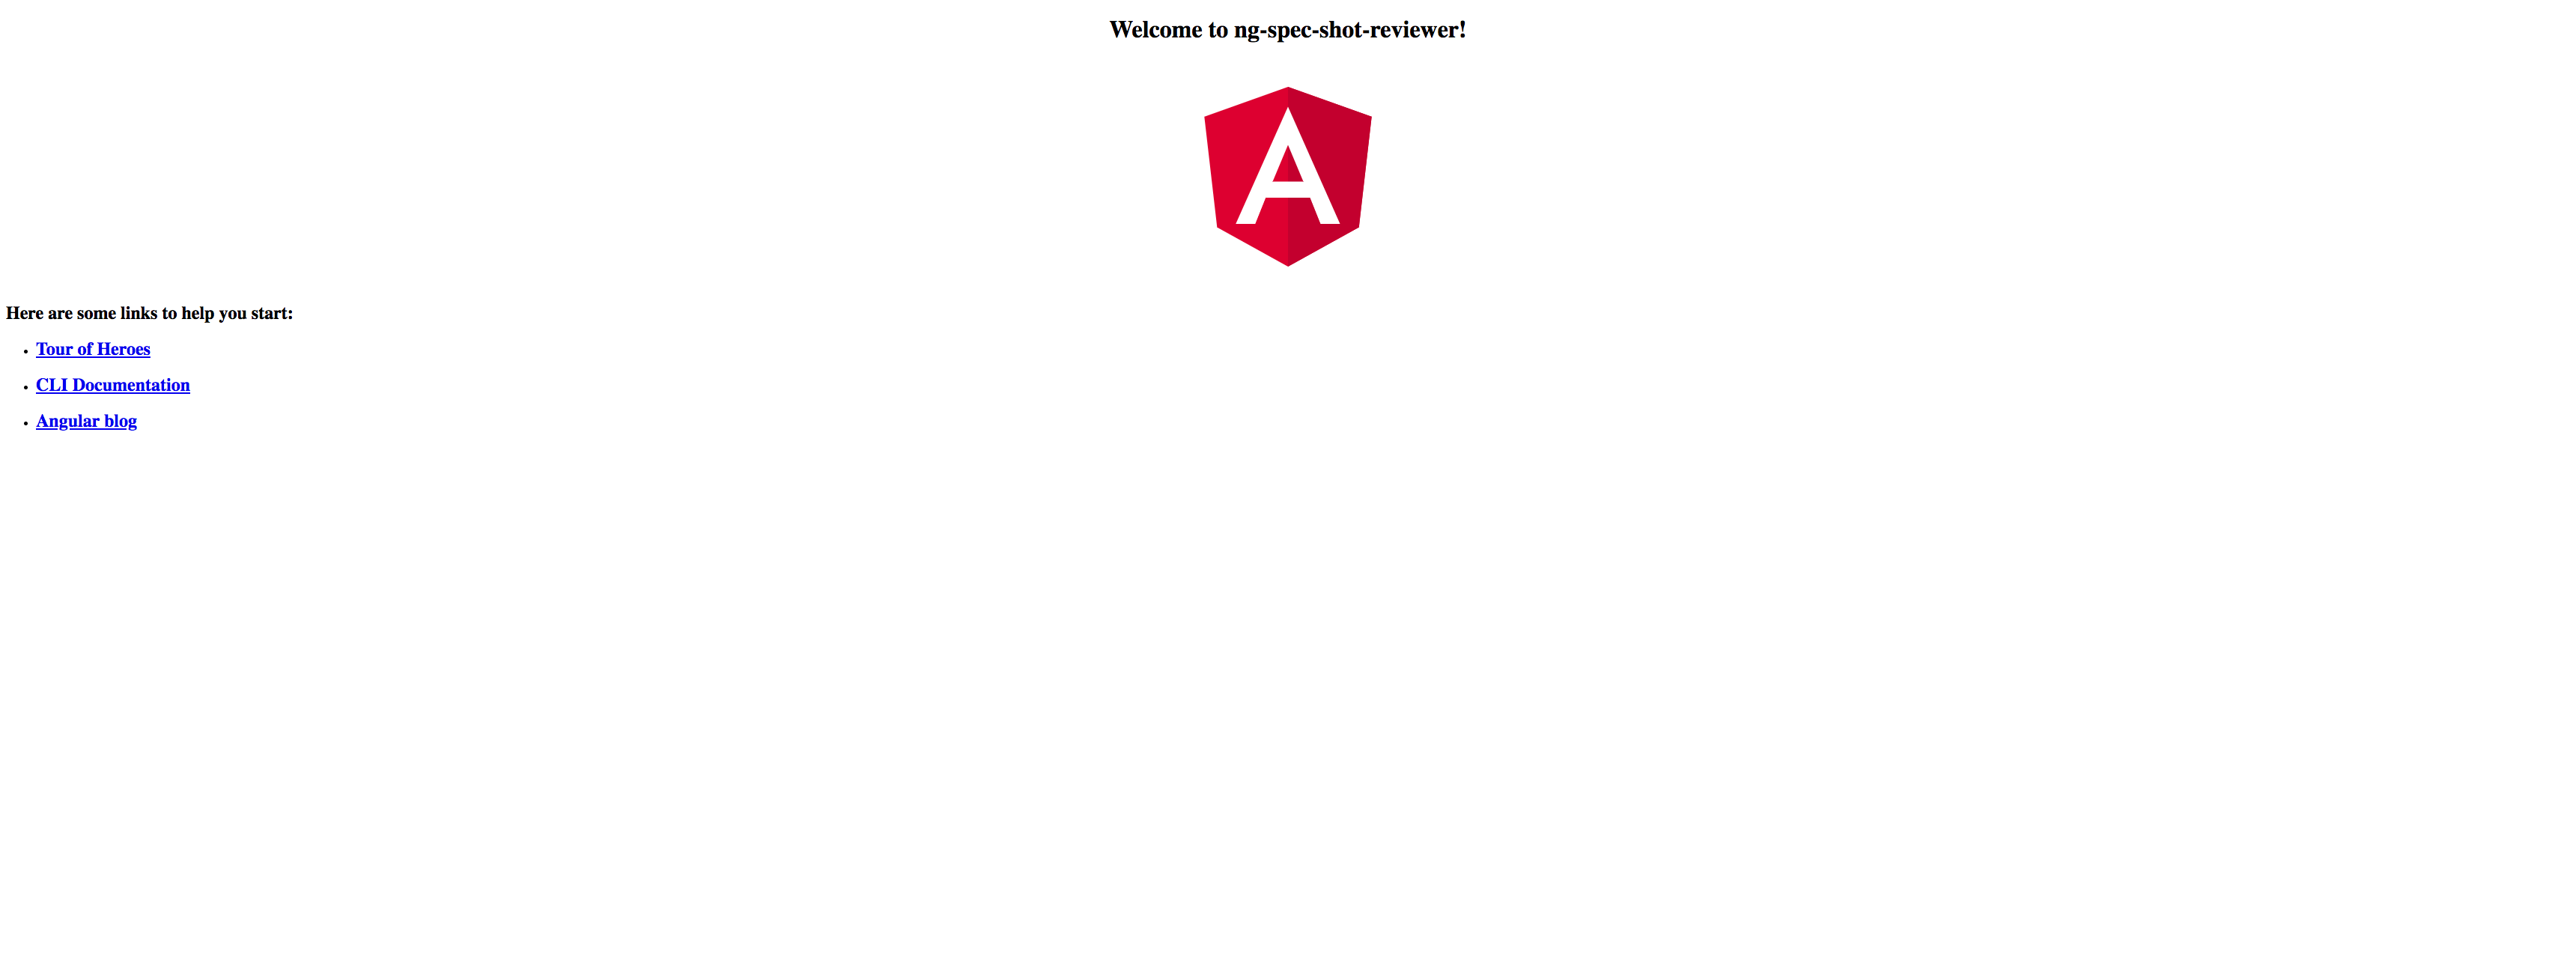 Welcome to ng-spec-shot-reviewer!
A
Here are some links to help you start:
Tour of Heroes
CLI Documentation
Angular blog